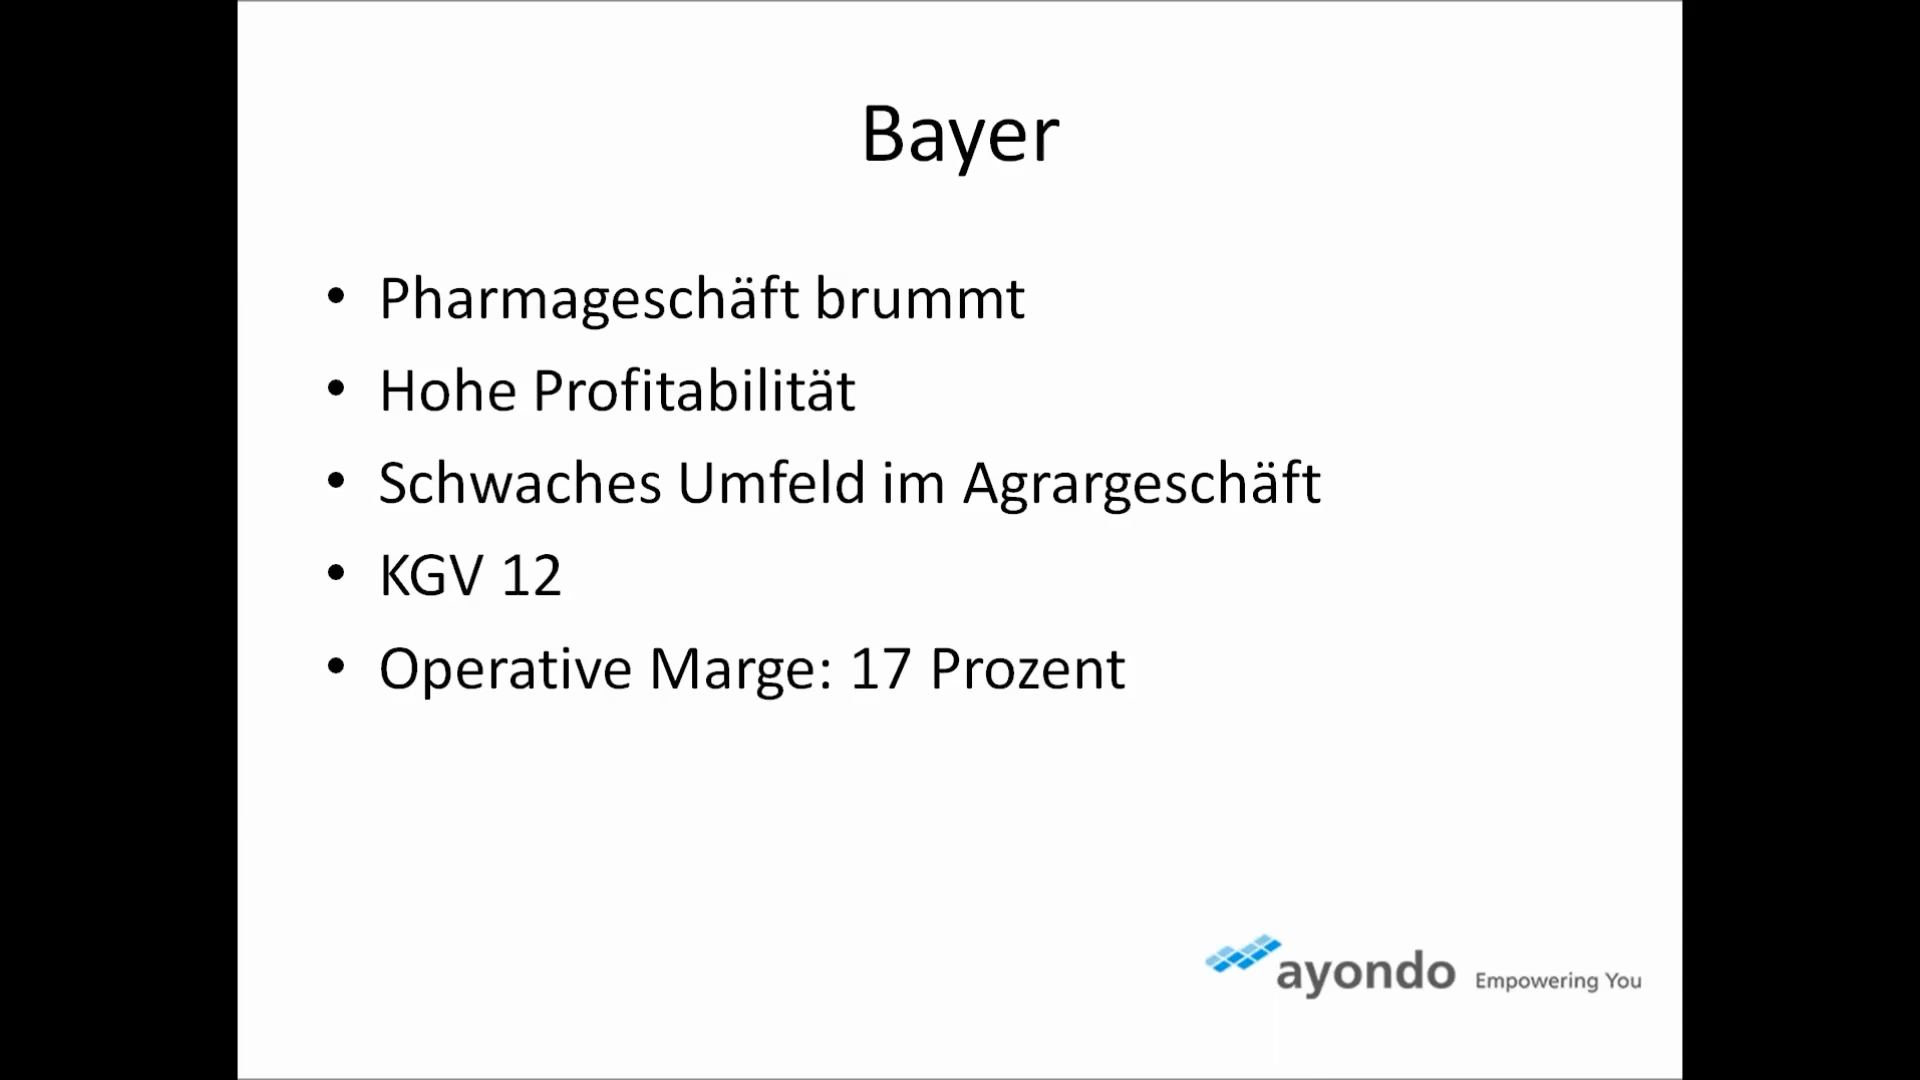 Bayer
• Pharmageschäft brummt
• Hohe Profitabilität
• Schwaches Umfeld im Agrargeschäft
• KGV 12
• Operative Marge: 17 Prozent
ayondo Empowering You